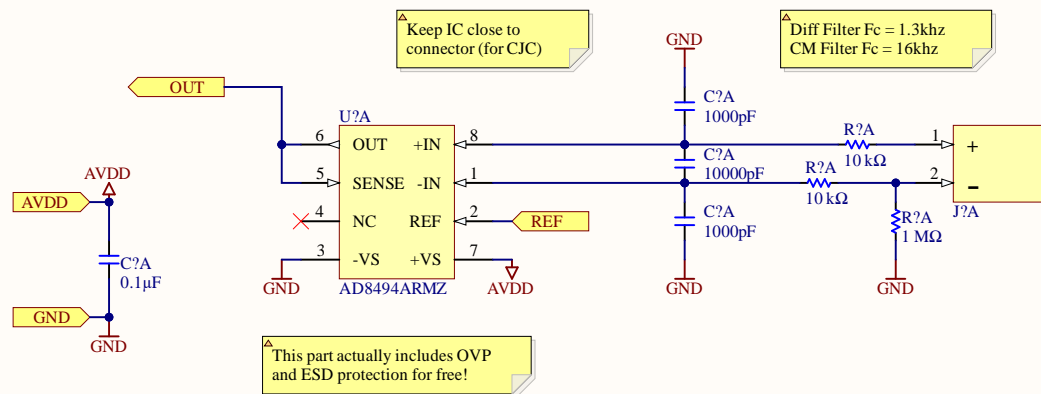 Keep IC close to
connector (for CJC)
Diff Filter Fc = 1.3khz
CM Filter Fc = 16khz
GND
OUT
C?A
1000pF
U?A
6 OUT +IN 8
R?A
10 kΩ
1 +
C?A
10000pF
5 SENSE -IN 1
R?A
10 kΩ
2 -
J?A
AVDD
AVDD
4 NC REF 2
REF
C?A
1000pF
R?A
1 MΩ
C?A
0.1µF
3 -VS +VS 7
GND
AD8494ARMZ
AVDD
GND
GND
GND
GND
This part actually includes OVP
and ESD protection for free!